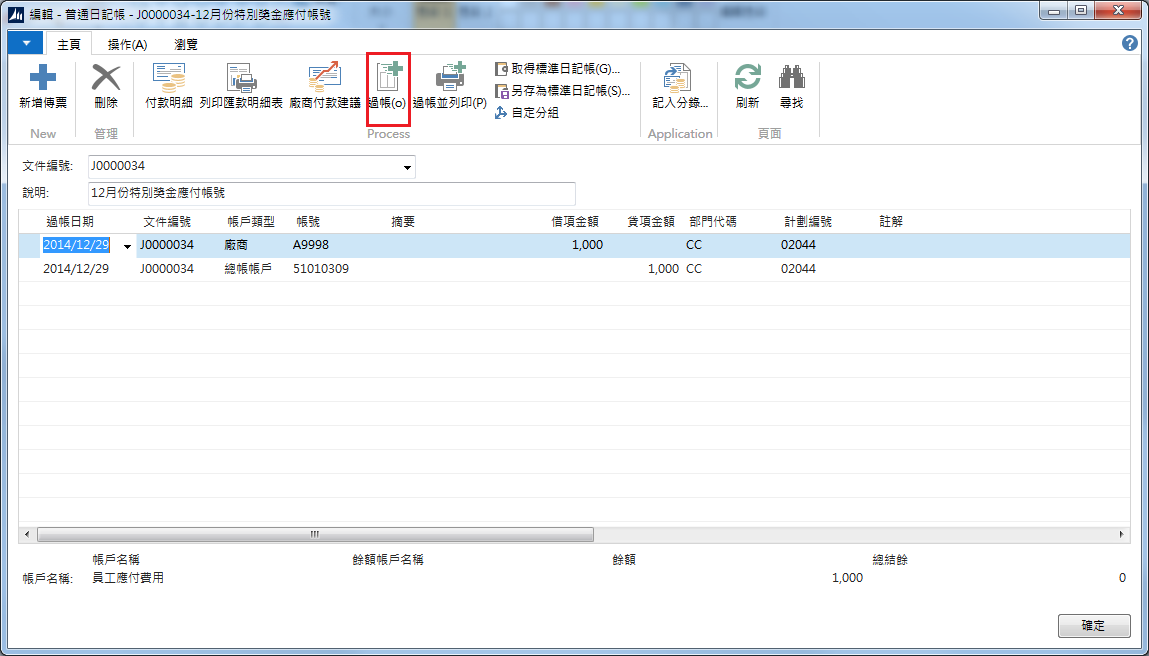 編輯 - 普通日記帳 - J0000034-12月份特別獎金應付帳號
主頁 操作(A) 瀏覽
新增傳票 刪除 付款明細 列印匯款明細表 廠商付款建議 過帳(o) 過帳並列印(P) 取得標準日記帳(G)... 記入分錄... 刷新 尋找
另存為標準日記帳(S)...
自定分組
New 管理 Process Application 頁面
文件編號: J0000034
說明: 12月份特別獎金應付帳號
過帳日期 文件編號 帳戶類型 帳號 摘要 借項金額 貨項金額 部門代碼 計劃編號 註解
2014/12/29 J0000034 廠商 A9998 1,000 CC 02044
2014/12/29 J0000034 總帳帳戶 51010309 1,000 CC 02044
帳戶名稱 餘額帳戶名稱 餘額 總結餘
帳戶名稱: 員工應付費用 1,000 0
確定